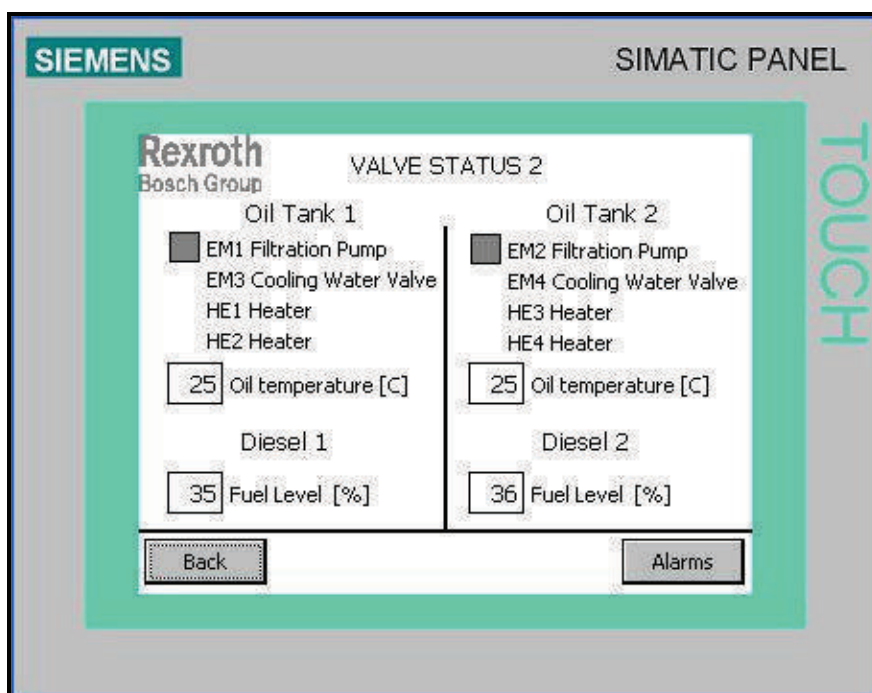 SIEMENS
SIMATIC PANEL
TOUCH
Rexroth
Bosch Group
VALVE STATUS 2
Oil Tank 1
EM1 Filtration Pump
EM3 Cooling Water Valve
HE1 Heater
HE2 Heater
25 Oil temperature [C]
Diesel 1
35 Fuel Level [%]
Oil Tank 2
EM2 Filtration Pump
EM4 Cooling Water Valve
HE3 Heater
HE4 Heater
25 Oil temperature [C]
Diesel 2
36 Fuel Level [%]
Back
Alarms